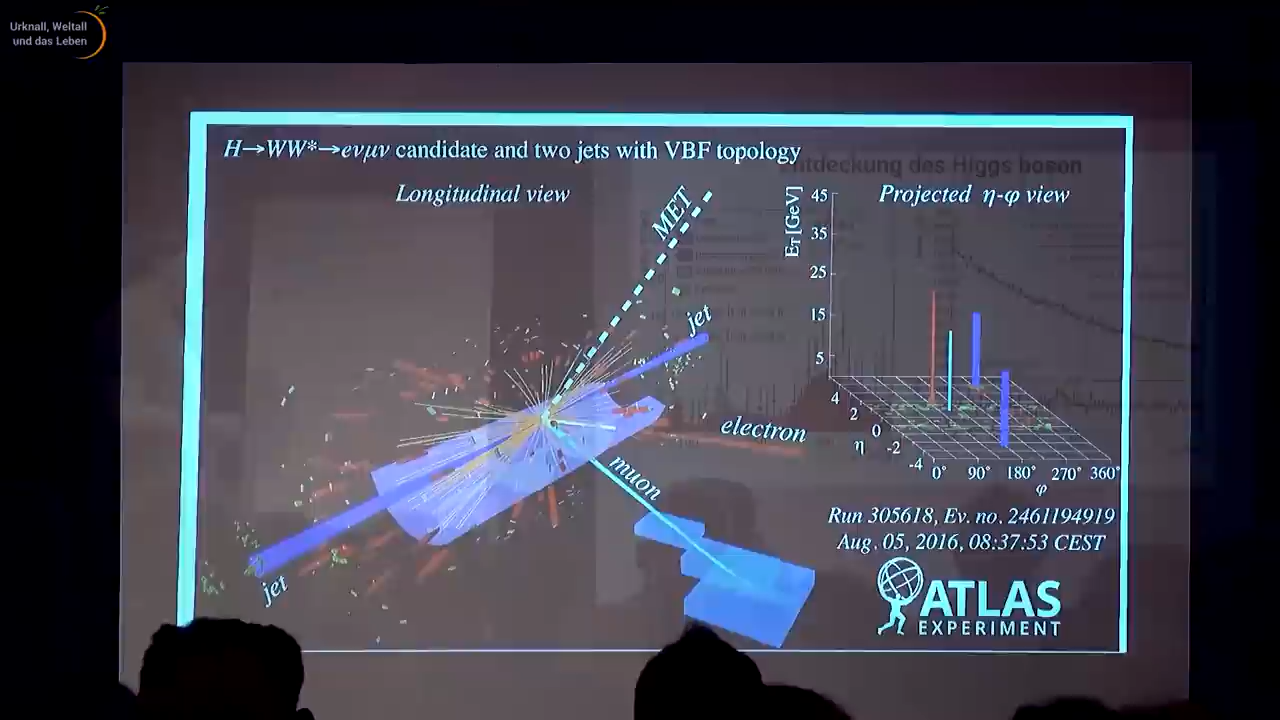 Urknall, Weltall
und das Leben
H→WW*→eνμν candidate and two jets with VBF topology
ntdeckung des Higgs boson
Longitudinal view
Projected η-φ view
MET
jet
electron
muon
jet
E_T [GeV]
45
35
25
15
5
4
2
0
-2
-4
η
0° 90° 180° 270° 360°
φ
Run 305618, Ev. no. 2461194919
Aug. 05, 2016, 08:37:53 CEST
ATLAS
EXPERIMENT